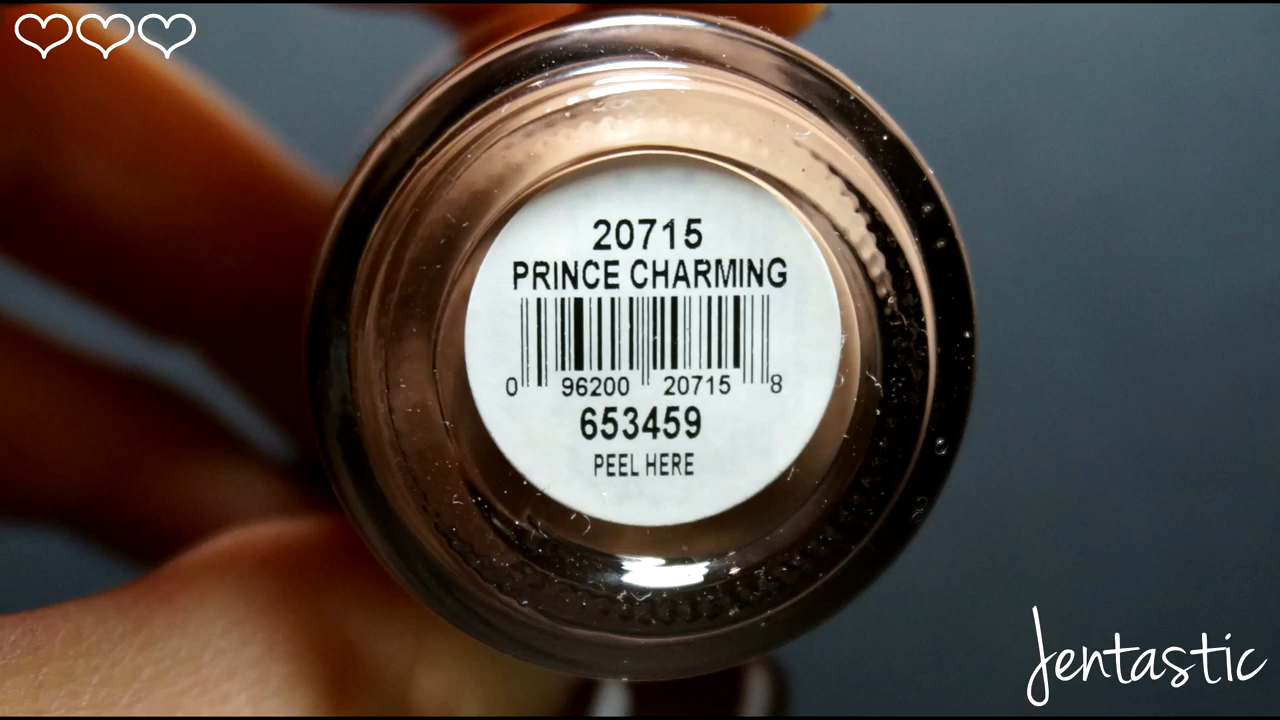 20715
PRINCE CHARMING
0 96200 20715 8
653459
PEEL HERE
Jentastic